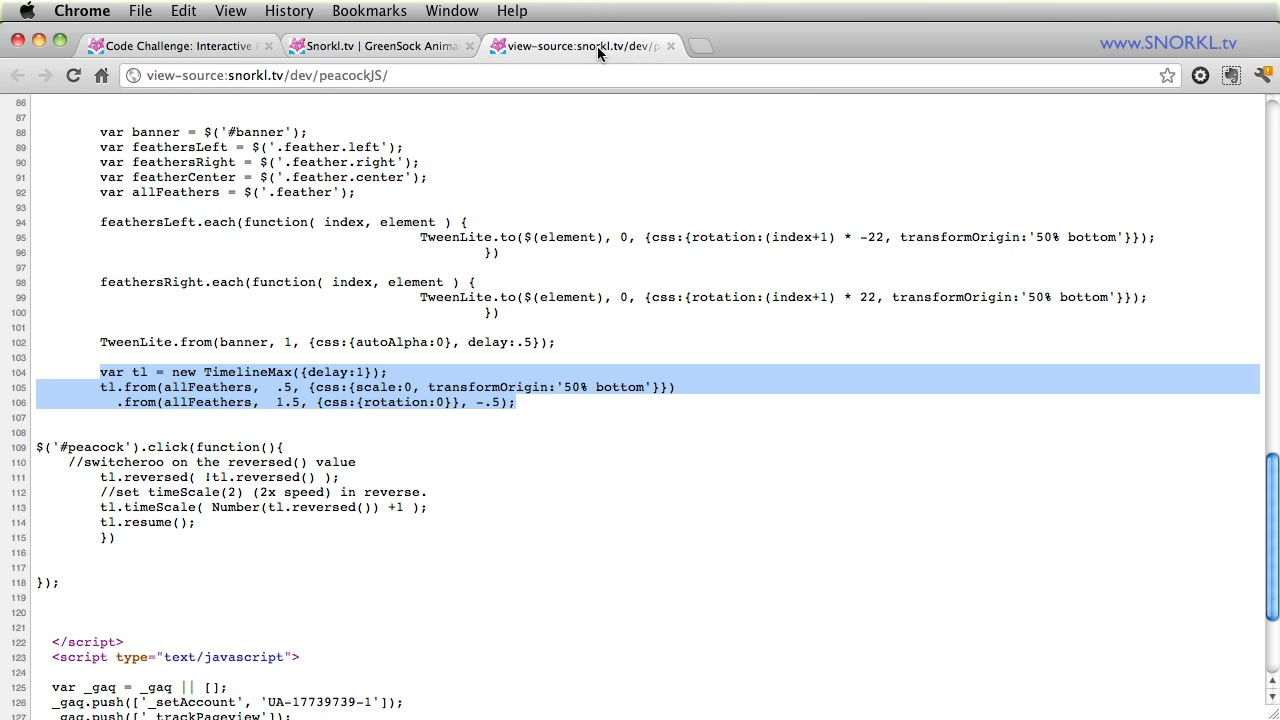 Chrome File Edit View History Bookmarks Window Help
Code Challenge: Interactive
Snorkl.tv | GreenSock Anima
view-source:snorkl.tv/dev/p
www.SNORKL.tv
view-source:snorkl.tv/dev/peacockJS/
86
87
88 var banner = $('#banner');
89 var feathersLeft = $('.feather.left');
90 var feathersRight = $('.feather.right');
91 var featherCenter = $('.feather.center');
92 var allFeathers = $('.feather');
93
94 feathersLeft.each(function( index, element ) {
95 TweenLite.to($(element), 0, {css:{rotation:(index+1) * -22, transformOrigin:'50% bottom'}});
96 })
97
98 feathersRight.each(function( index, element ) {
99 TweenLite.to($(element), 0, {css:{rotation:(index+1) * 22, transformOrigin:'50% bottom'}});
100 })
101
102 TweenLite.from(banner, 1, {css:{autoAlpha:0}, delay:.5});
103
104 var tl = new TimelineMax({delay:1});
105 tl.from(allFeathers, .5, {css:{scale:0, transformOrigin:'50% bottom'}})
106 .from(allFeathers, 1.5, {css:{rotation:0}}, -.5);
107
108
109 $('#peacock').click(function(){
110 //switcheroo on the reversed() value
111 tl.reversed( !tl.reversed() );
112 //set timeScale(2) (2x speed) in reverse.
113 tl.timeScale( Number(tl.reversed()) +1 );
114 tl.resume();
115 })
116
117
118 });
119
120
121
122 </script>
123 <script type="text/javascript">
124
125 var _gaq = _gaq || [];
126 _gaq.push(['_setAccount', 'UA-17739739-1']);
127 _gaq.push(['_trackPageview']);